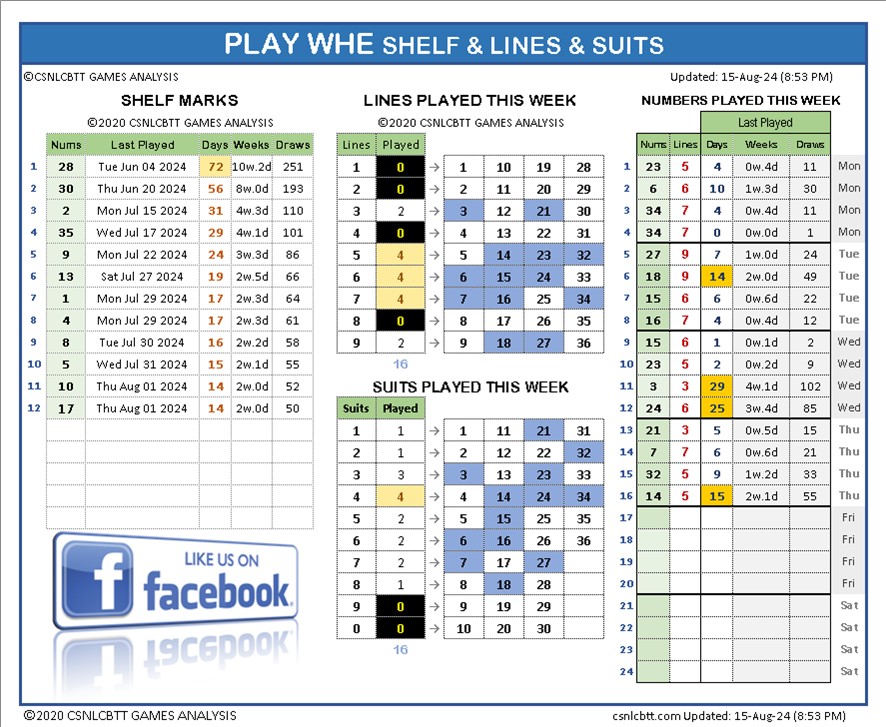 PLAY WHE SHELF & LINES & SUITS
©CSNLCBTT GAMES ANALYSIS
Updated: 15-Aug-24 (8:53 PM)
SHELF MARKS
©2020 CSNLCBTT GAMES ANALYSIS
Nums Last Played Days Weeks Draws
1 28 Tue Jun 04 2024 72 10w.2d 251
2 30 Thu Jun 20 2024 56 8w.0d 193
3 2 Mon Jul 15 2024 31 4w.3d 110
4 35 Wed Jul 17 2024 29 4w.1d 101
5 9 Mon Jul 22 2024 24 3w.3d 86
6 13 Sat Jul 27 2024 19 2w.5d 66
7 1 Mon Jul 29 2024 17 2w.3d 64
8 4 Mon Jul 29 2024 17 2w.3d 61
9 8 Tue Jul 30 2024 16 2w.2d 58
10 5 Wed Jul 31 2024 15 2w.1d 55
11 10 Thu Aug 01 2024 14 2w.0d 52
12 17 Thu Aug 01 2024 14 2w.0d 50
LIKE US ON
f facebook
LINES PLAYED THIS WEEK
©2020 CSNLCBTT GAMES ANALYSIS
Lines Played
1 0 → 1 10 19 28
2 0 → 2 11 20 29
3 2 → 3 12 21 30
4 0 → 4 13 22 31
5 4 → 5 14 23 32
6 4 → 6 15 24 33
7 4 → 7 16 25 34
8 0 → 8 17 26 35
9 2 → 9 18 27 36
16
SUITS PLAYED THIS WEEK
Suits Played
1 1 → 1 11 21 31
2 1 → 2 12 22 32
3 3 → 3 13 23 33
4 4 → 4 14 24 34
5 2 → 5 15 25 35
6 2 → 6 16 26 36
7 2 → 7 17 27
8 1 → 8 18 28
9 0 → 9 19 29
0 0 → 10 20 30
16
NUMBERS PLAYED THIS WEEK
Last Played
Nums Lines Days Weeks Draws
1 23 5 4 0w.4d 11 Mon
2 6 6 10 1w.3d 30 Mon
3 34 7 4 0w.4d 11 Mon
4 34 7 0 0w.0d 1 Mon
5 27 9 7 1w.0d 24 Tue
6 18 9 14 2w.0d 49 Tue
7 15 6 6 0w.6d 22 Tue
8 16 7 4 0w.4d 12 Tue
9 15 6 1 0w.1d 2 Wed
10 23 5 2 0w.2d 9 Wed
11 3 3 29 4w.1d 102 Wed
12 24 6 25 3w.4d 85 Wed
13 21 3 5 0w.5d 15 Thu
14 7 7 6 0w.6d 21 Thu
15 32 5 9 1w.2d 33 Thu
16 14 5 15 2w.1d 55 Thu
17 Fri
18 Fri
19 Fri
20 Fri
21 Sat
22 Sat
23 Sat
24 Sat
©2020 CSNLCBTT GAMES ANALYSIS
csnlcbtt.com Updated: 15-Aug-24 (8:53 PM)